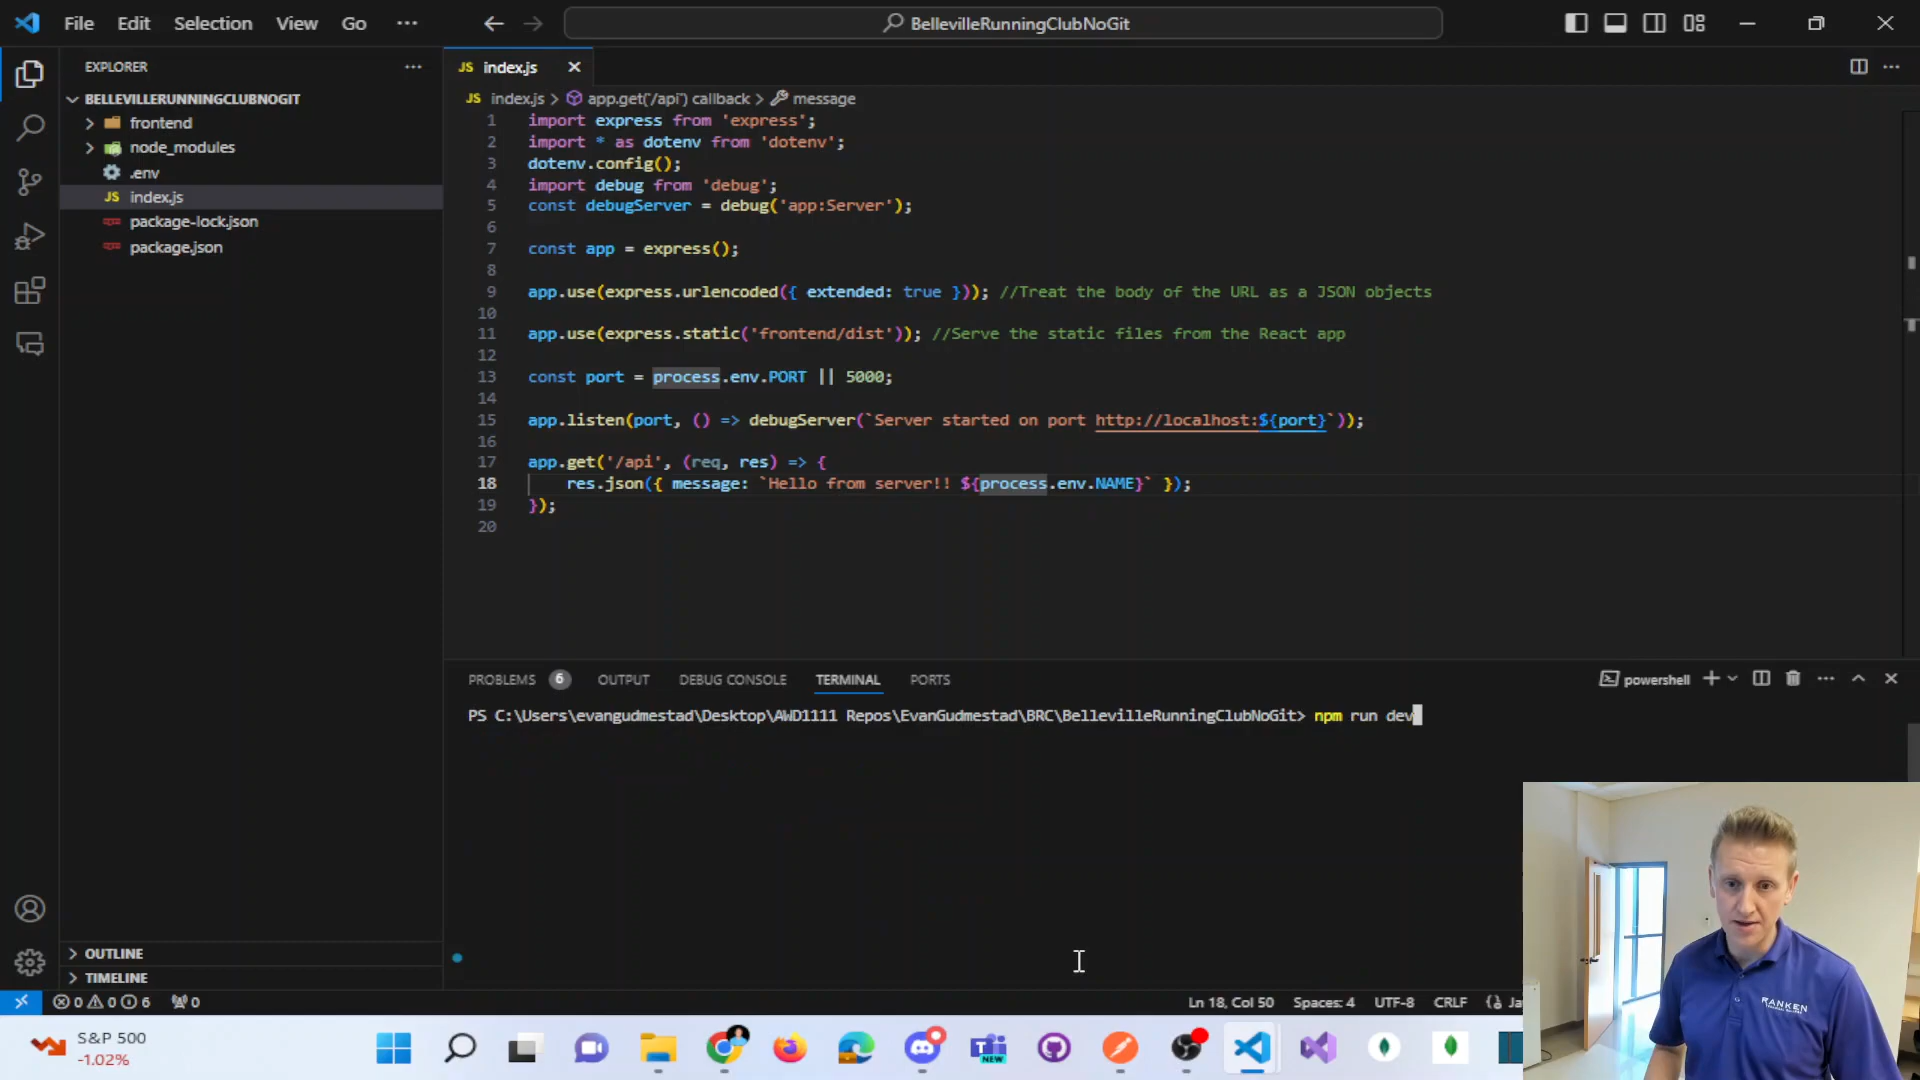 File Edit Selection View Go ···
BellevilleRunningClubNoGit
EXPLORER
BELLEVILLERUNNINGCLUBNOGIT
frontend
node_modules
.env
JS index.js
package-lock.json
package.json
OUTLINE
TIMELINE
JS index.js
JS index.js > app.get('/api') callback > message
1 import express from 'express';
2 import * as dotenv from 'dotenv';
3 dotenv.config();
4 import debug from 'debug';
5 const debugServer = debug('app:Server');
6
7 const app = express();
8
9 app.use(express.urlencoded({ extended: true })); //Treat the body of the URL as a JSON objects
10
11 app.use(express.static('frontend/dist')); //Serve the static files from the React app
12
13 const port = process.env.PORT || 5000;
14
15 app.listen(port, () => debugServer(`Server started on port http://localhost:${port}`));
16
17 app.get('/api', (req, res) => {
18 res.json({ message: `Hello from server!! ${process.env.NAME}` });
19 });
20
PROBLEMS 6 OUTPUT DEBUG CONSOLE TERMINAL PORTS
powershell
PS C:\Users\evangudmestad\Desktop\AWD1111 Repos\EvanGudmestad\BRC\BellevilleRunningClubNoGit> npm run dev
RANKEN
0 0 6 0
Ln 18, Col 50 Spaces: 4 UTF-8 CRLF
S&P 500
-1.02%
NEW